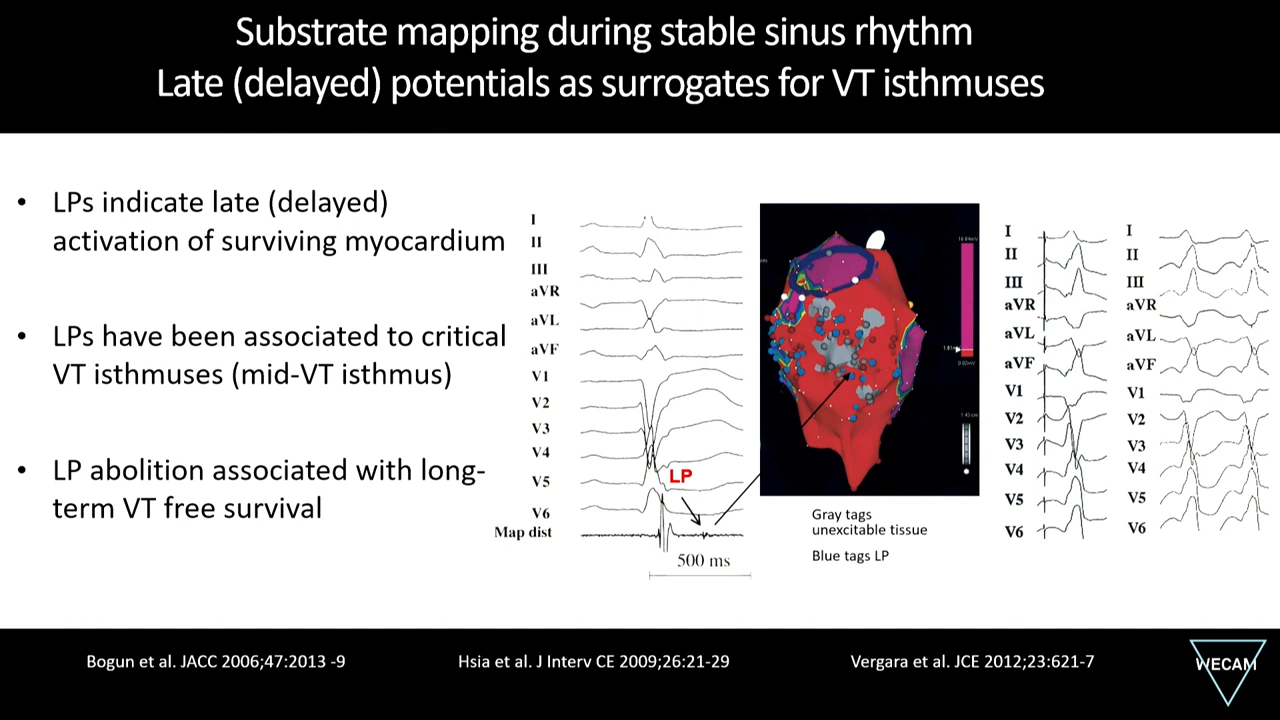 Substrate mapping during stable sinus rhythm
Late (delayed) potentials as surrogates for VT isthmuses
• LPs indicate late (delayed)
activation of surviving myocardium
• LPs have been associated to critical
VT isthmuses (mid-VT isthmus)
• LP abolition associated with long-
term VT free survival
I
II
III
aVR
aVL
aVF
V1
V2
V3
V4
V5
V6
Map dist
LP
500 ms
Gray tags
unexcitable tissue
Blue tags LP
I
II
III
aVR
aVL
aVF
V1
V2
V3
V4
V5
V6
I
II
III
aVR
aVL
aVF
V1
V2
V3
V4
V5
V6
Bogun et al. JACC 2006;47:2013 -9
Hsia et al. J Interv CE 2009;26:21-29
Vergara et al. JCE 2012;23:621-7
WECAM